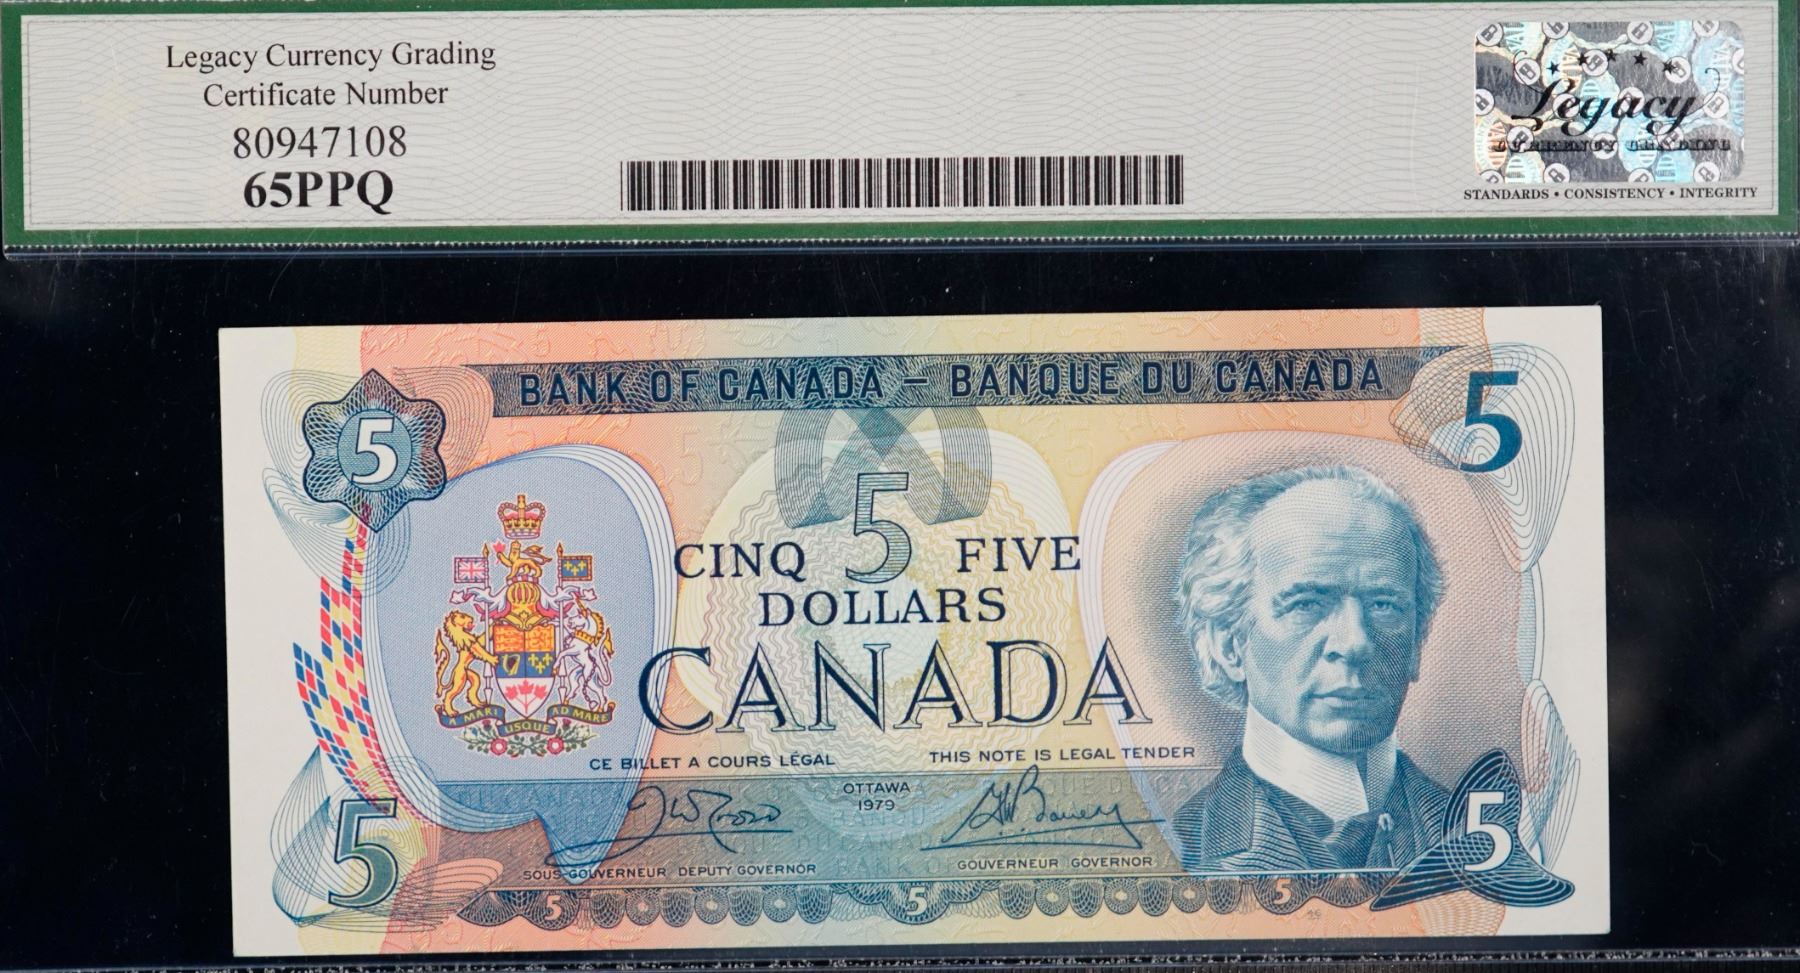 Legacy Currency Grading
Certificate Number
80947108
65PPQ
Legacy
CURRENCY GRADING
STANDARDS • CONSISTENCY • INTEGRITY
BANK OF CANADA – BANQUE DU CANADA
5
5
5
CINQ FIVE
DOLLARS
CANADA
A MARI USQUE AD MARE
CE BILLET A COURS LÉGAL
THIS NOTE IS LEGAL TENDER
OTTAWA
1979
SOUS-GOUVERNEUR DEPUTY GOVERNOR
GOUVERNEUR GOVERNOR
5
5
5 5 5